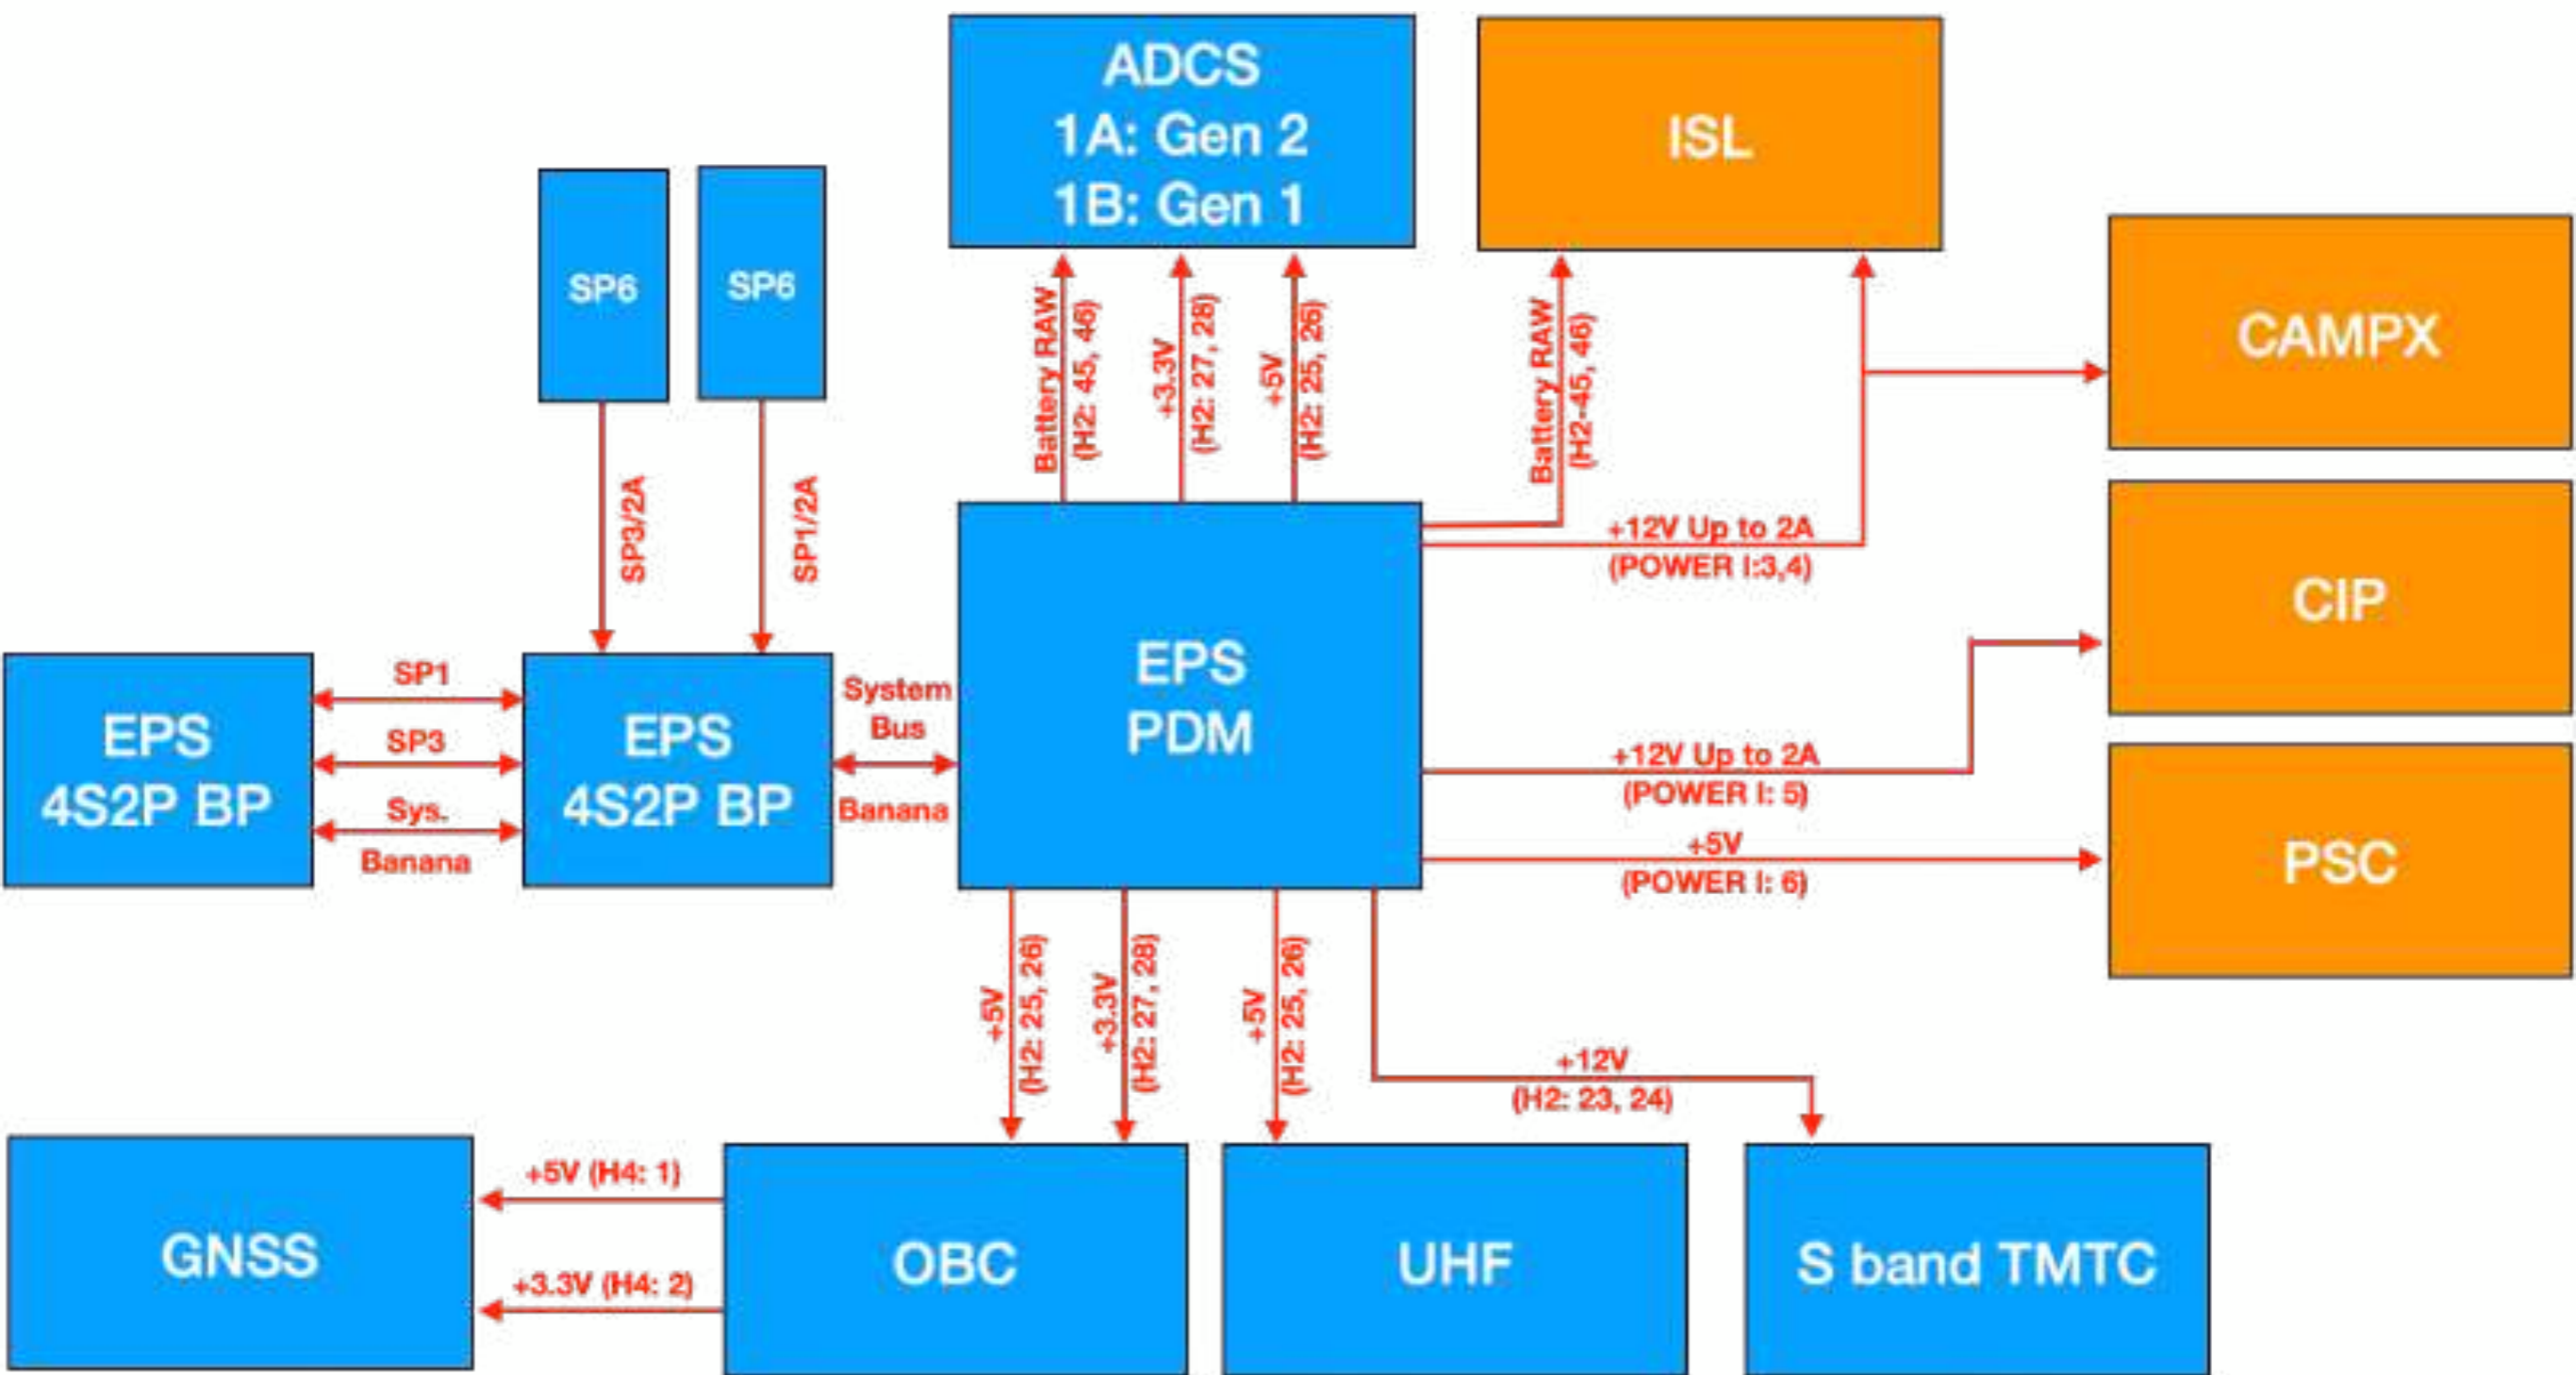 ADCS
1A: Gen 2
1B: Gen 1
ISL
SP6
SP6
CAMPX
Battery RAW
(H2: 45, 46)
+3.3V
(H2: 27, 28)
+5V
(H2: 25, 26)
Battery RAW
(H2-45, 46)
SP3/2A
SP1/2A
+12V Up to 2A
(POWER I:3,4)
CIP
EPS
4S2P BP
SP1
SP3
Sys.
Banana
EPS
4S2P BP
System
Bus
Banana
EPS
PDM
+12V Up to 2A
(POWER I: 5)
+5V
(POWER I: 6)
PSC
+5V
(H2: 25, 26)
+3.3V
(H2: 27, 28)
+5V
(H2: 25, 26)
+12V
(H2: 23, 24)
GNSS
+5V (H4: 1)
+3.3V (H4: 2)
OBC
UHF
S band TMTC